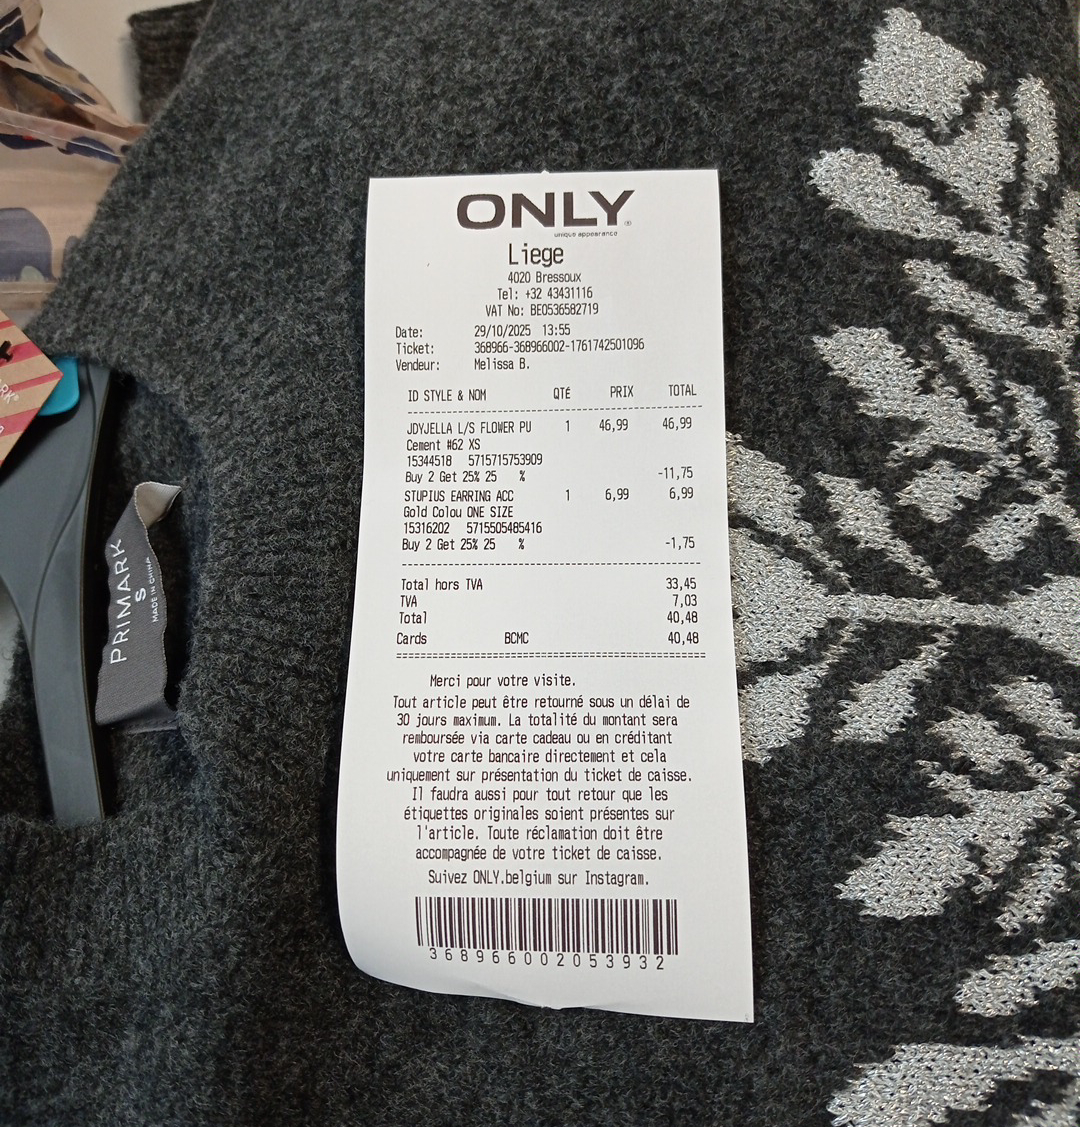 ONLY
unique appearance
Liege
4020 Bressoux
Tel: +32 43431116
VAT No: BE0536582719
Date: 29/10/2025 13:55
Ticket: 368966-368966002-1761742501096
Vendeur: Melissa B.
ID STYLE & NOM QTÉ PRIX TOTAL
JDYJELLA L/S FLOWER PU 1 46,99 46,99
Cement #62 XS
15344518 5715715753909
Buy 2 Get 25% 25 % -11,75
STUPIUS EARRING ACC 1 6,99 6,99
Gold Colou ONE SIZE
15316202 5715505485416
Buy 2 Get 25% 25 % -1,75
Total hors TVA 33,45
TVA 7,03
Total 40,48
Cards BCMC 40,48
Merci pour votre visite.
Tout article peut être retourné sous un délai de
30 jours maximum. La totalité du montant sera
remboursée via carte cadeau ou en créditant
votre carte bancaire directement et cela
uniquement sur présentation du ticket de caisse.
Il faudra aussi pour tout retour que les
étiquettes originales soient présentes sur
l'article. Toute réclamation doit être
accompagnée de votre ticket de caisse.
Suivez ONLY.belgium sur Instagram.
368966002053932
PRIMARK
S
MADE IN CHINA